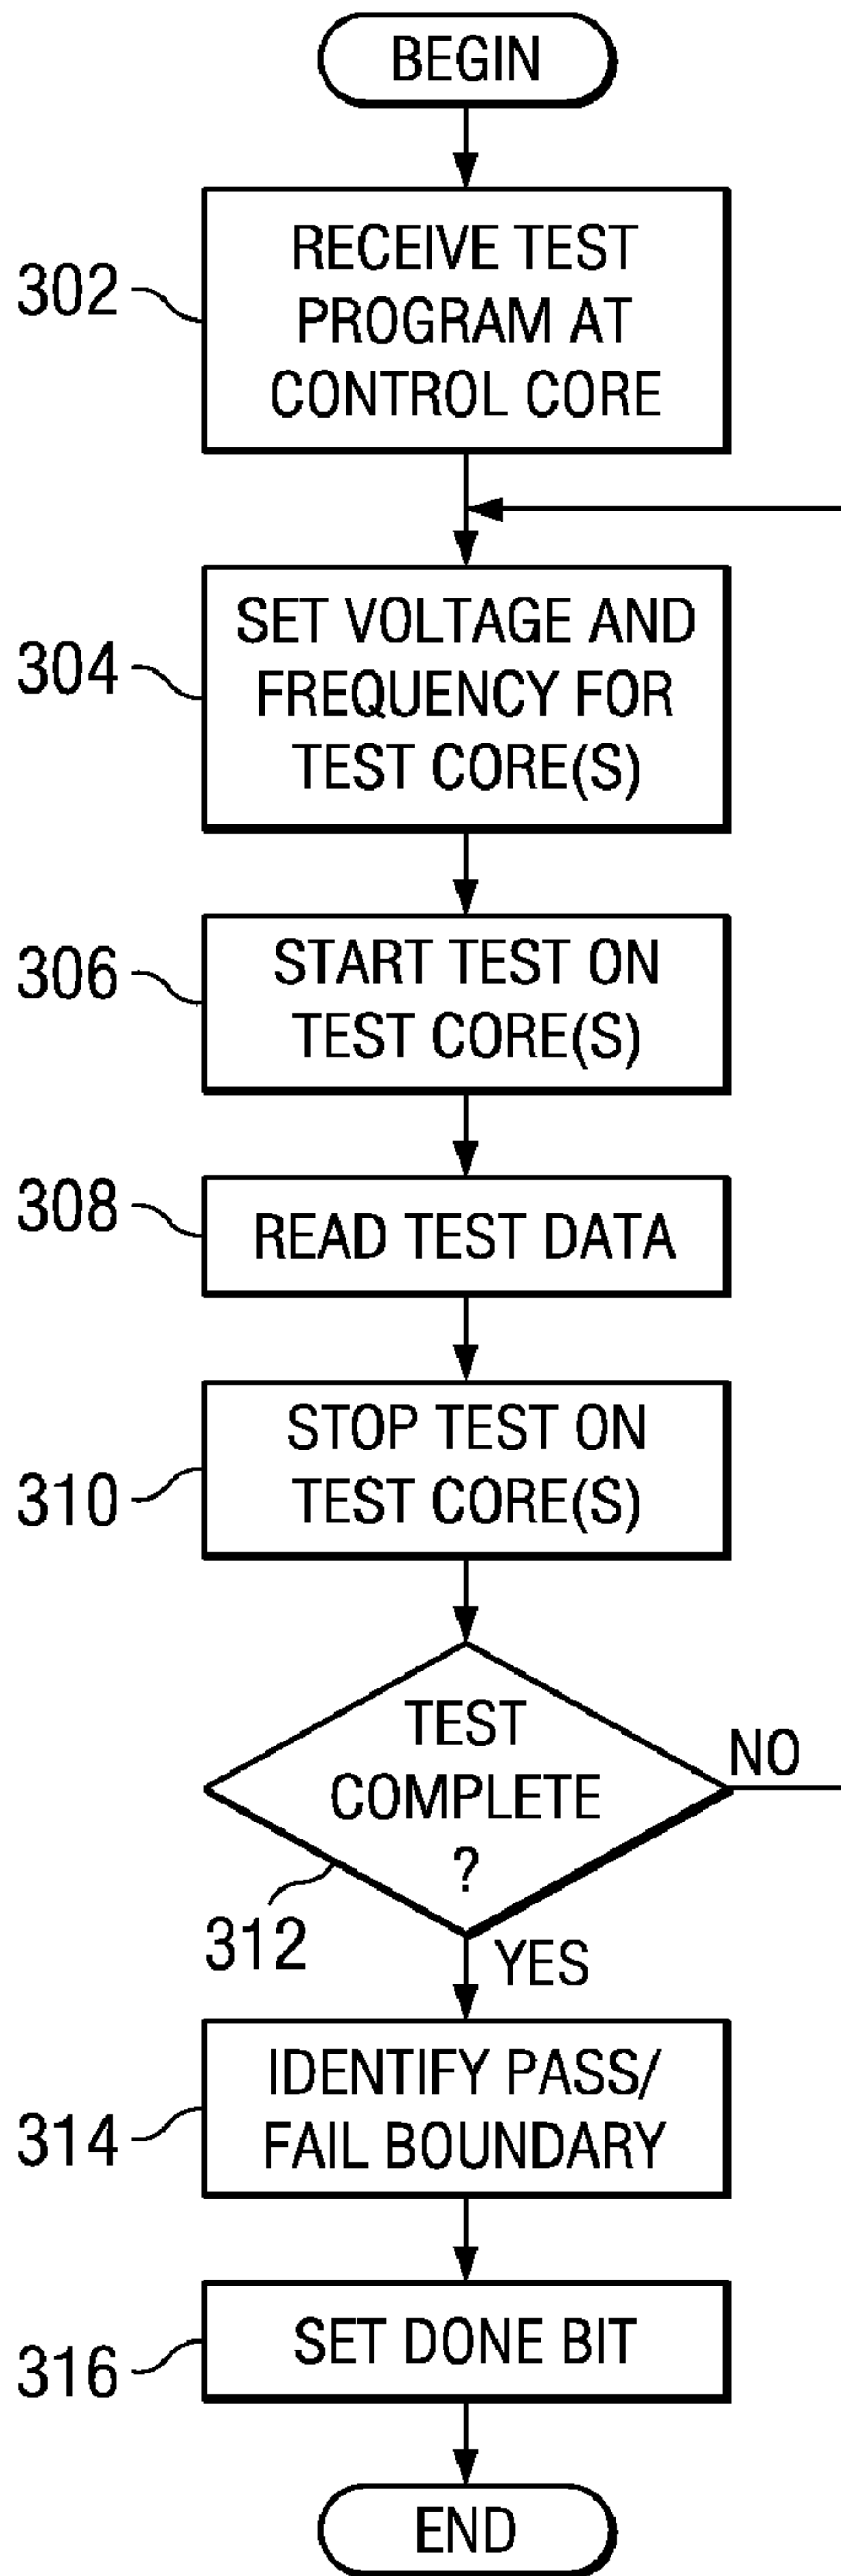 BEGIN
302
RECEIVE TEST
PROGRAM AT
CONTROL CORE
304
SET VOLTAGE AND
FREQUENCY FOR
TEST CORE(S)
306
START TEST ON
TEST CORE(S)
308
READ TEST DATA
310
STOP TEST ON
TEST CORE(S)
TEST
COMPLETE
?
NO
312
YES
314
IDENTIFY PASS/
FAIL BOUNDARY
316
SET DONE BIT
END